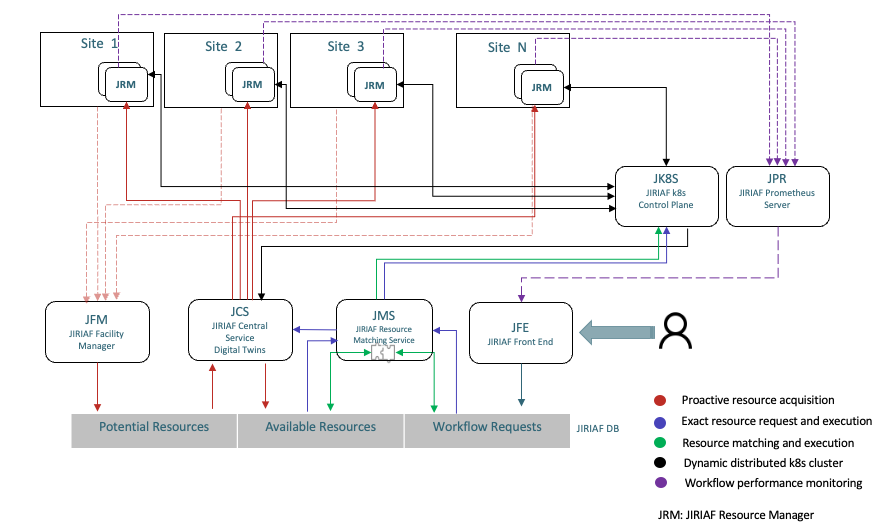 Site 1
Site 2
Site 3
Site N
JRM
JRM
JRM
JRM
JK8S
JIRIAF k8s
Control Plane
JPR
JIRIAF Prometheus
Server
JFM
JIRIAF Facility
Manager
JCS
JIRIAF Central
Service
Digital Twins
JMS
JIRIAF Resource
Matching Service
JFE
JIRIAF Front End
Potential Resources
Available Resources
Workflow Requests
JIRIAF DB
Proactive resource acquisition
Exact resource request and execution
Resource matching and execution
Dynamic distributed k8s cluster
Workflow performance monitoring
JRM: JIRIAF Resource Manager